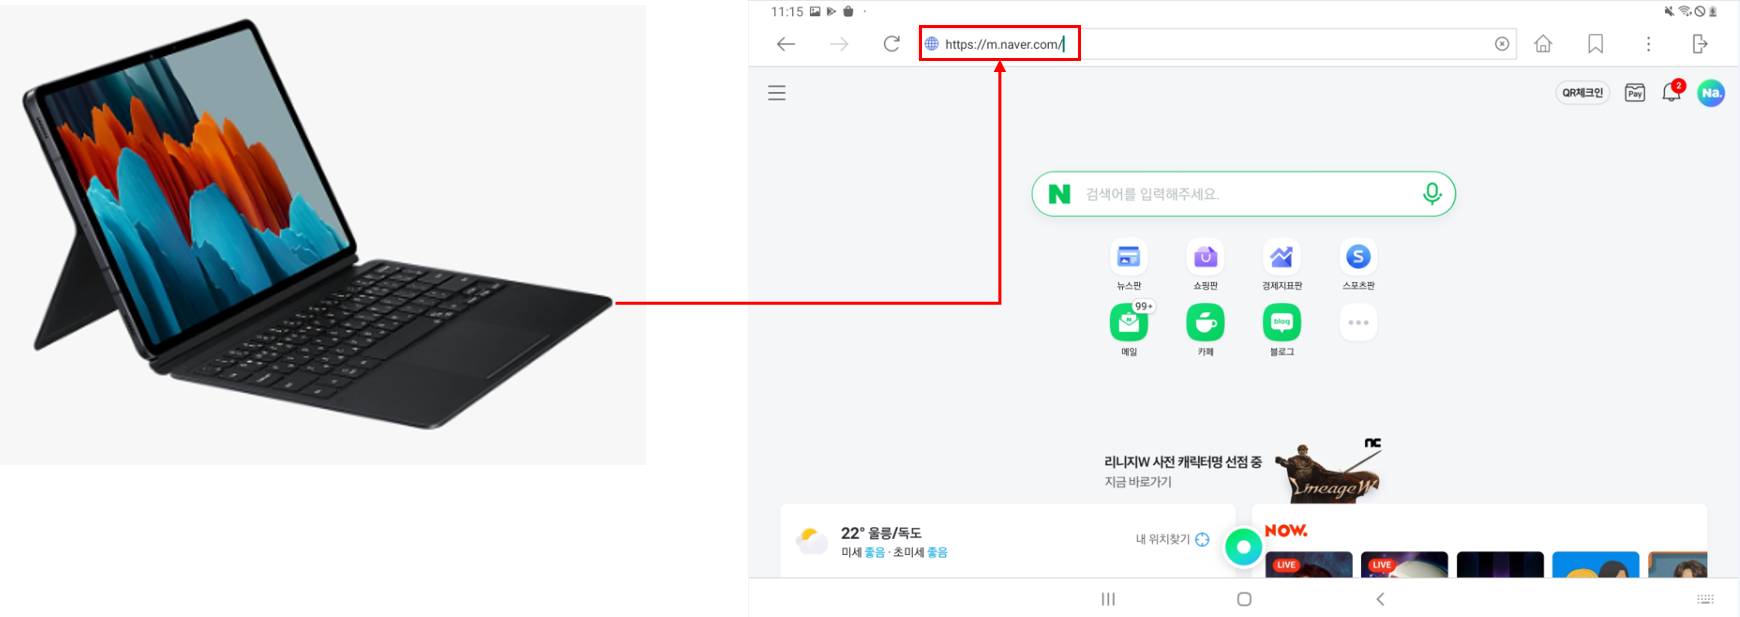 11:15
https://m.naver.com/
QR체크인
Pay
2
Na.
N 검색어를 입력해주세요.
뉴스판
쇼핑판
경제지표판
S
스포츠판
99+
N
메일
카페
blog
블로그
nc
리니지W 사전 캐릭터명 선점 중
지금 바로가기
Lineage W
22° 울릉/독도
미세 좋음 · 초미세 좋음
내 위치찾기
NOW.
LIVE
LIVE